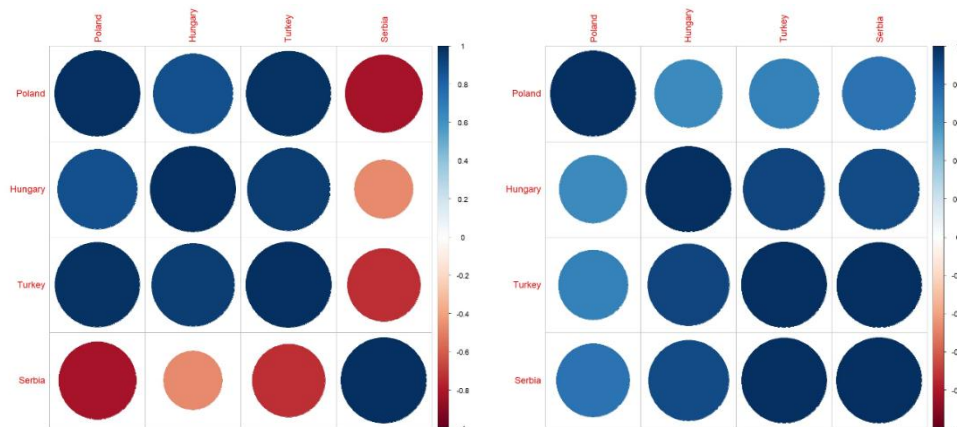 Poland
Hungary
Turkey
Serbia
Poland
Hungary
Turkey
Serbia
1
0.8
0.6
0.4
0.2
0
-0.2
-0.4
-0.6
-0.8
Poland
Hungary
Turkey
Serbia
Poland
Hungary
Turkey
Serbia